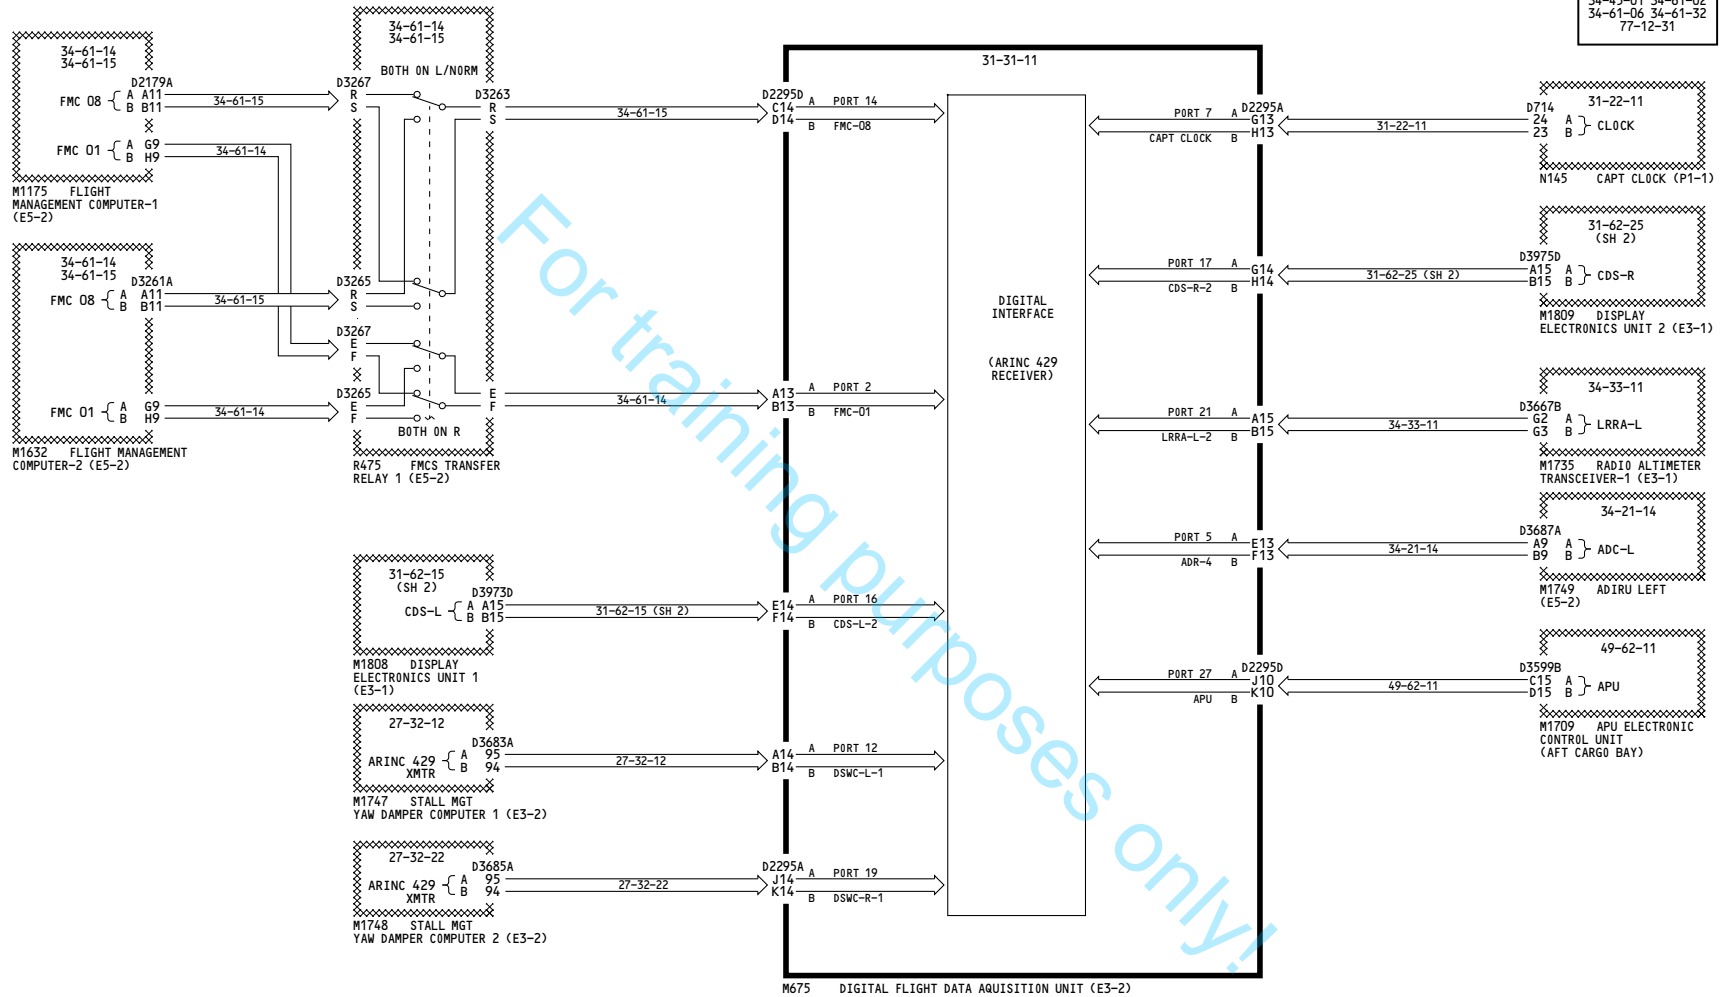 34-61-06 34-61-32
77-12-31
34-61-14
34-61-15
D2179A
FMC 08 { A A11
B B11
34-61-15
FMC 01 { A G9
B H9
34-61-14
M1175 FLIGHT
MANAGEMENT COMPUTER-1
(E5-2)
34-61-14
34-61-15
D3261A
FMC 08 { A A11
B B11
34-61-15
FMC 01 { A G9
B H9
34-61-14
M1632 FLIGHT MANAGEMENT
COMPUTER-2 (E5-2)
34-61-14
34-61-15
BOTH ON L/NORM
D3267
R
S
D3263
R
S
34-61-15
D3265
R
S
D3267
E
F
D3265
E
F
E
F
34-61-14
BOTH ON R
R475 FMCS TRANSFER
RELAY 1 (E5-2)
31-62-15
(SH 2)
D3973D
CDS-L { A A15
B B15
31-62-15 (SH 2)
M1808 DISPLAY
ELECTRONICS UNIT 1
(E3-1)
27-32-12
D3683A
ARINC 429 { A 95
XMTR B 94
27-32-12
M1747 STALL MGT
YAW DAMPER COMPUTER 1 (E3-2)
27-32-22
D3685A
ARINC 429 { A 95
XMTR B 94
27-32-22
M1748 STALL MGT
YAW DAMPER COMPUTER 2 (E3-2)
31-31-11
D2295D
C14 A PORT 14
D14 B FMC-08
A13 A PORT 2
B13 B FMC-01
E14 A PORT 16
F14 B CDS-L-2
A14 A PORT 12
B14 B DSWC-L-1
D2295A
J14 A PORT 19
K14 B DSWC-R-1
DIGITAL
INTERFACE
(ARINC 429
RECEIVER)
PORT 7 A D2295A
G13
CAPT CLOCK B H13
PORT 17 A G14
CDS-R-2 B H14
PORT 21 A A15
LRRA-L-2 B B15
PORT 5 A E13
ADR-4 B F13
PORT 27 A D2295D
J10
APU B K10
M675 DIGITAL FLIGHT DATA AQUISITION UNIT (E3-2)
31-22-11
31-22-11
D714
24 A
23 B } CLOCK
N145 CAPT CLOCK (P1-1)
31-62-25 (SH 2)
31-62-25
(SH 2)
D3975D
A15 A
B15 B } CDS-R
M1809 DISPLAY
ELECTRONICS UNIT 2 (E3-1)
34-33-11
34-33-11
D3667B
G2 A
G3 B } LRRA-L
M1735 RADIO ALTIMETER
TRANSCEIVER-1 (E3-1)
34-21-14
34-21-14
D3687A
A9 A
B9 B } ADC-L
M1749 ADIRU LEFT
(E5-2)
49-62-11
49-62-11
D3599B
C15 A
D15 B } APU
M1709 APU ELECTRONIC
CONTROL UNIT
(AFT CARGO BAY)
For training purposes only!